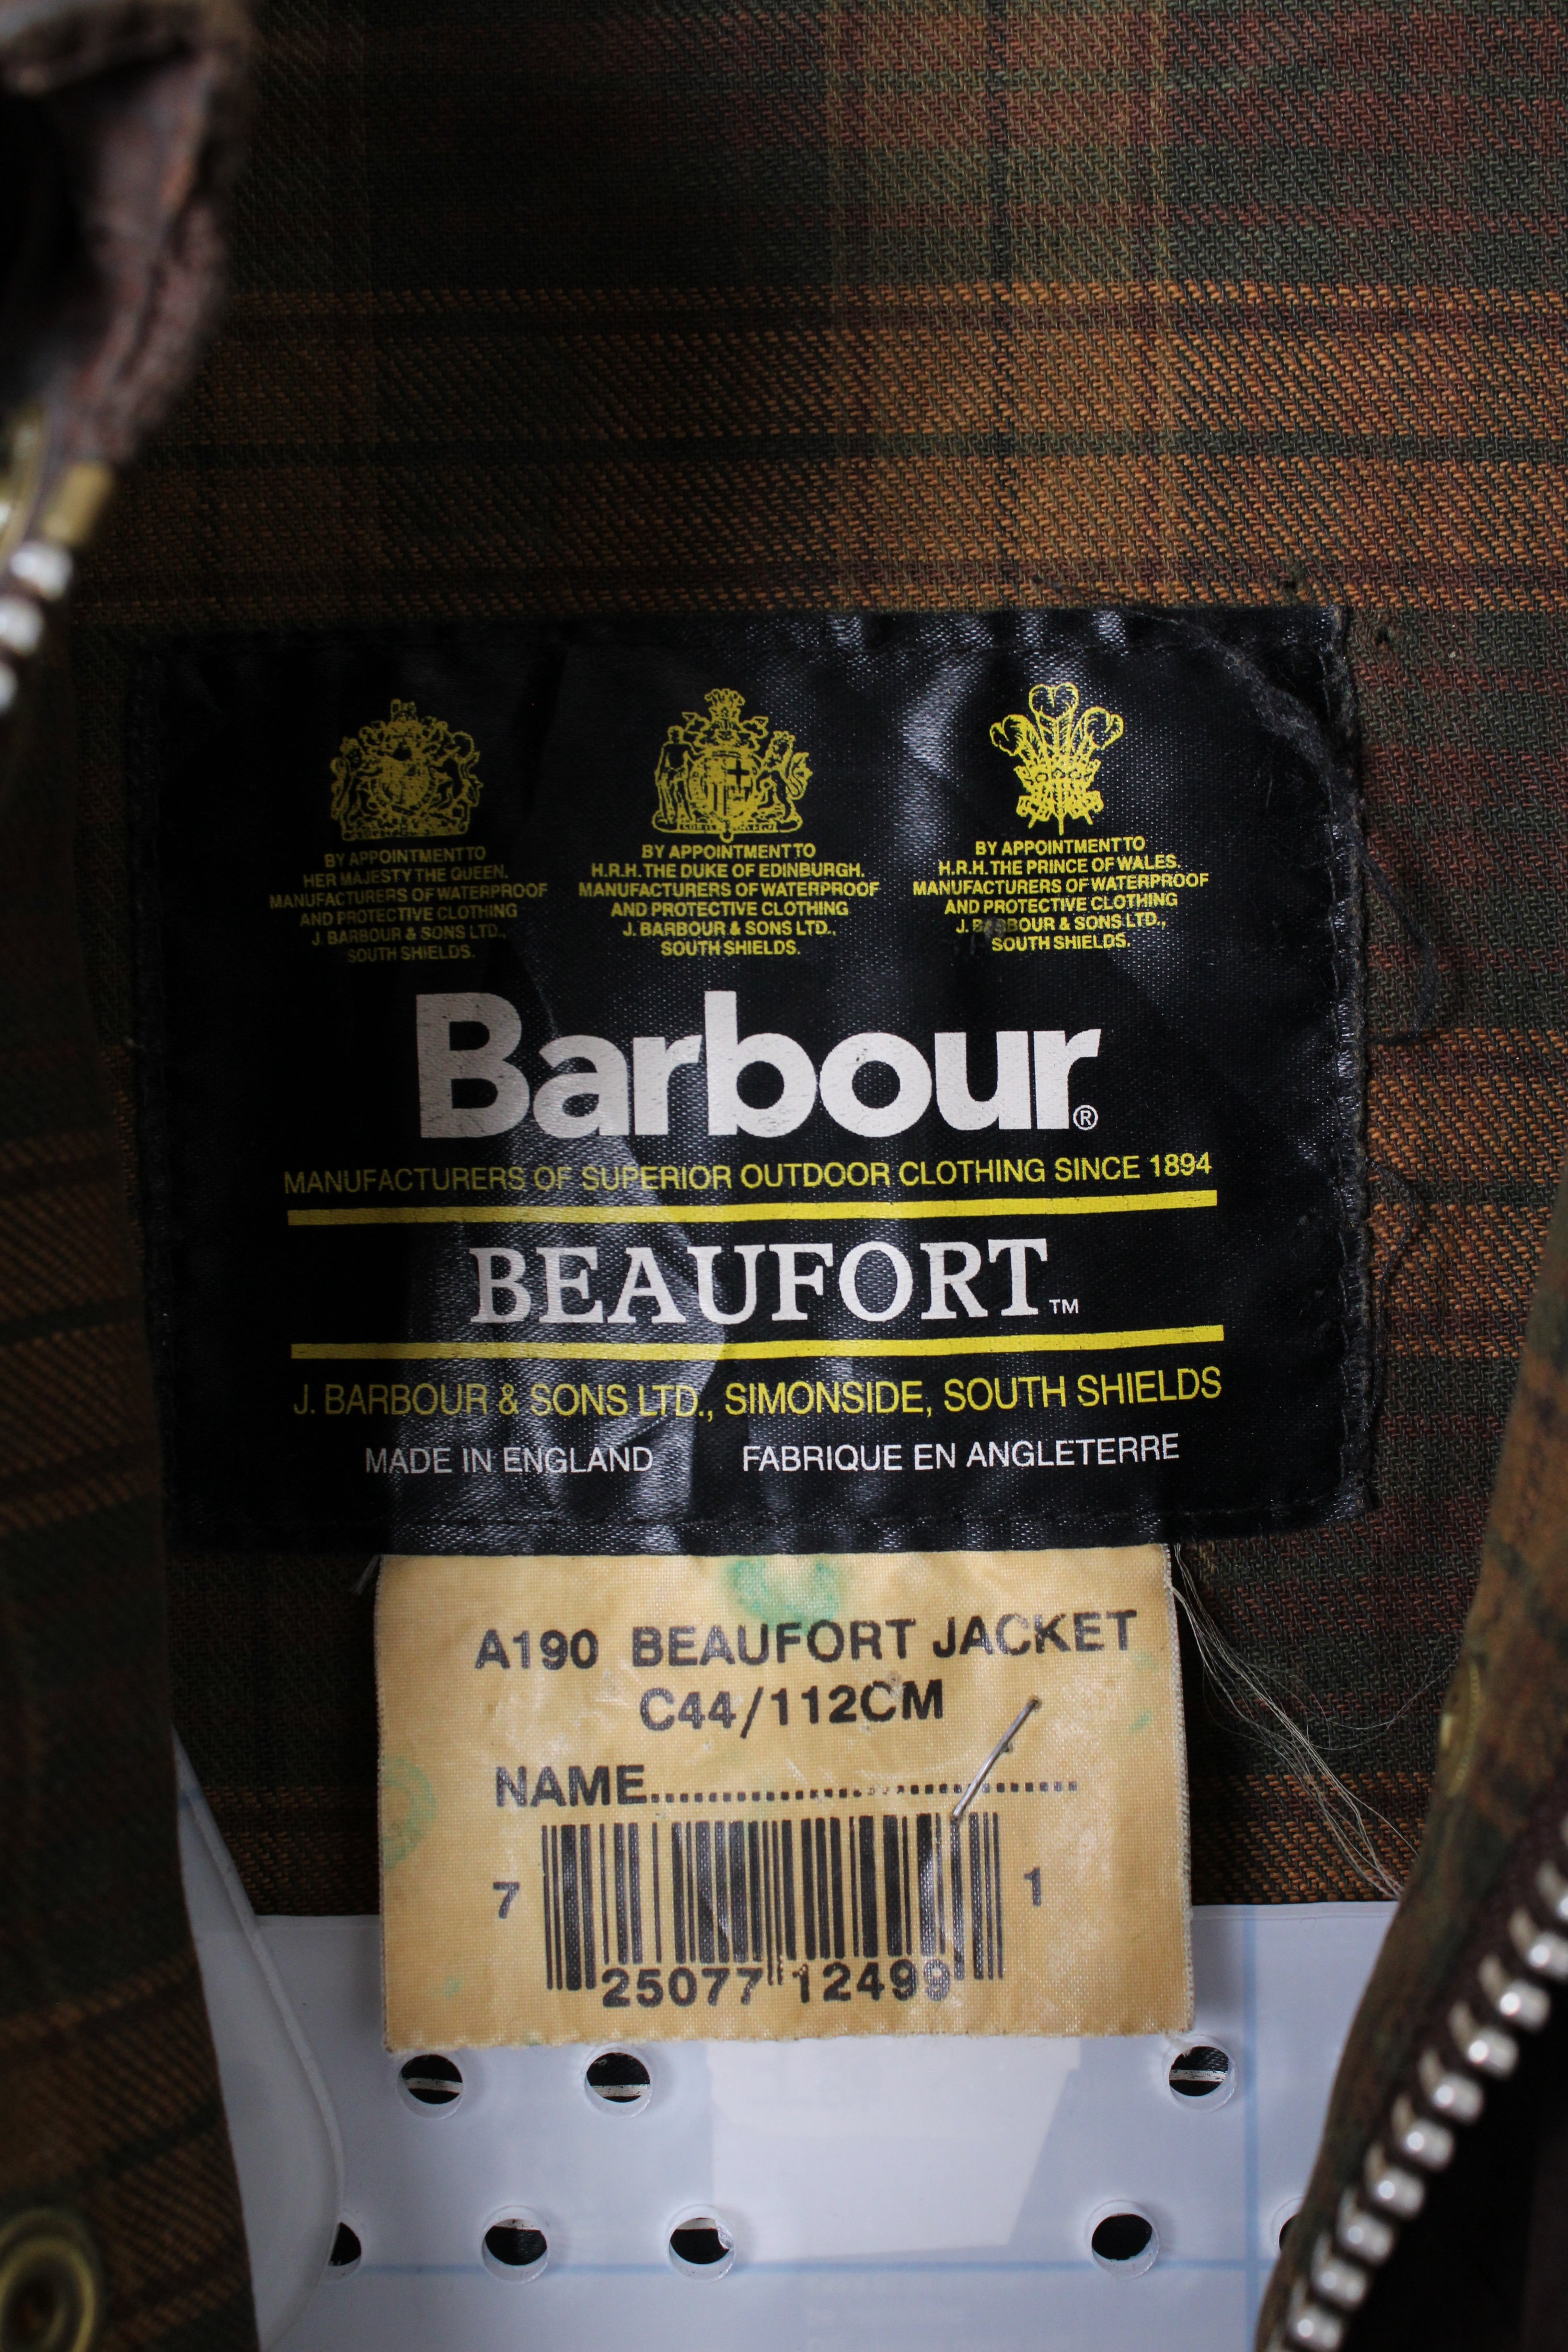 BY APPOINTMENT TO
HER MAJESTY THE QUEEN.
MANUFACTURERS OF WATERPROOF
AND PROTECTIVE CLOTHING
J. BARBOUR & SONS LTD.,
SOUTH SHIELDS.
BY APPOINTMENT TO
H.R.H. THE DUKE OF EDINBURGH.
MANUFACTURERS OF WATERPROOF
AND PROTECTIVE CLOTHING
J. BARBOUR & SONS LTD.,
SOUTH SHIELDS.
BY APPOINTMENT TO
H.R.H. THE PRINCE OF WALES.
MANUFACTURERS OF WATERPROOF
AND PROTECTIVE CLOTHING
J. BARBOUR & SONS LTD.,
SOUTH SHIELDS.
Barbour®
MANUFACTURERS OF SUPERIOR OUTDOOR CLOTHING SINCE 1894
BEAUFORT™
J. BARBOUR & SONS LTD., SIMONSIDE, SOUTH SHIELDS
MADE IN ENGLAND FABRIQUE EN ANGLETERRE
A190 BEAUFORT JACKET
C44/112CM
NAME..........................................
7 25077 12499 1